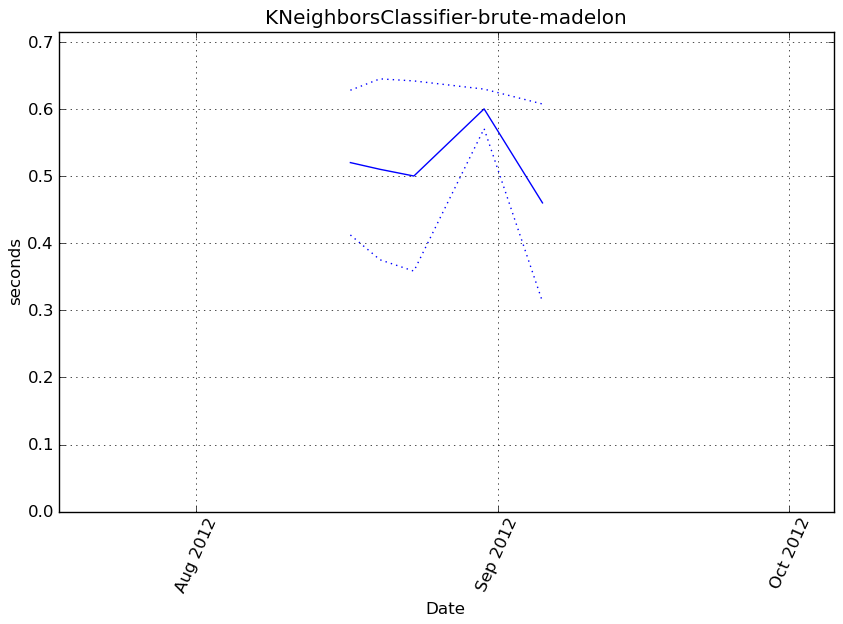 KNeighborsClassifier-brute-madelon
0.7
0.6
0.5
0.4
0.3
0.2
0.1
0.0
seconds
Aug 2012
Sep 2012
Oct 2012
Date